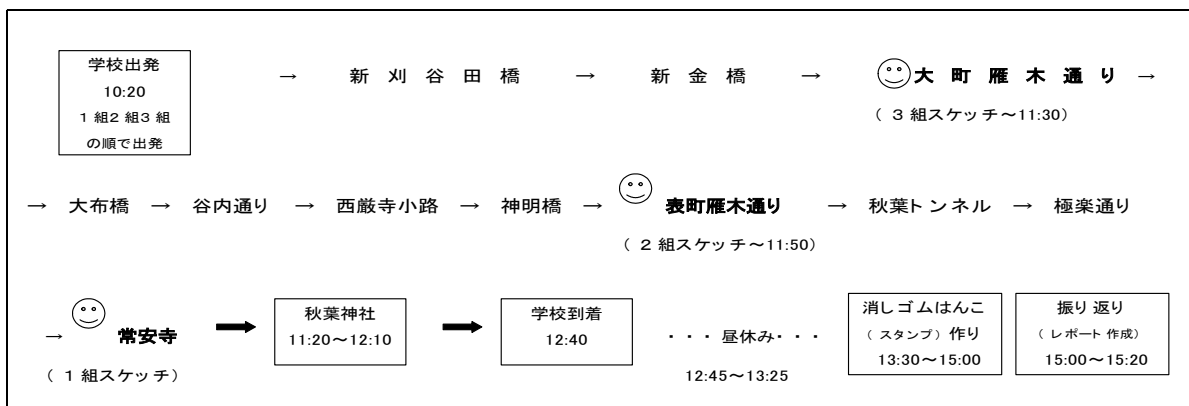 学校出発
10:20
1組2組3組
の順で出発
→ 新刈谷田橋 → 新金橋 → 大町雁木通り →
(3組スケッチ～11:30)
→ 大布橋 → 谷内通り → 西厳寺小路 → 神明橋 → 表町雁木通り → 秋葉トンネル → 極楽通り
(2組スケッチ～11:50)
→ 常安寺
(1組スケッチ)
秋葉神社
11:20～12:10
学校到着
12:40
・・・昼休み・・・
12:45～13:25
消しゴムはんこ
(スタンプ)作り
13:30～15:00
振り返り
(レポート作成)
15:00～15:20